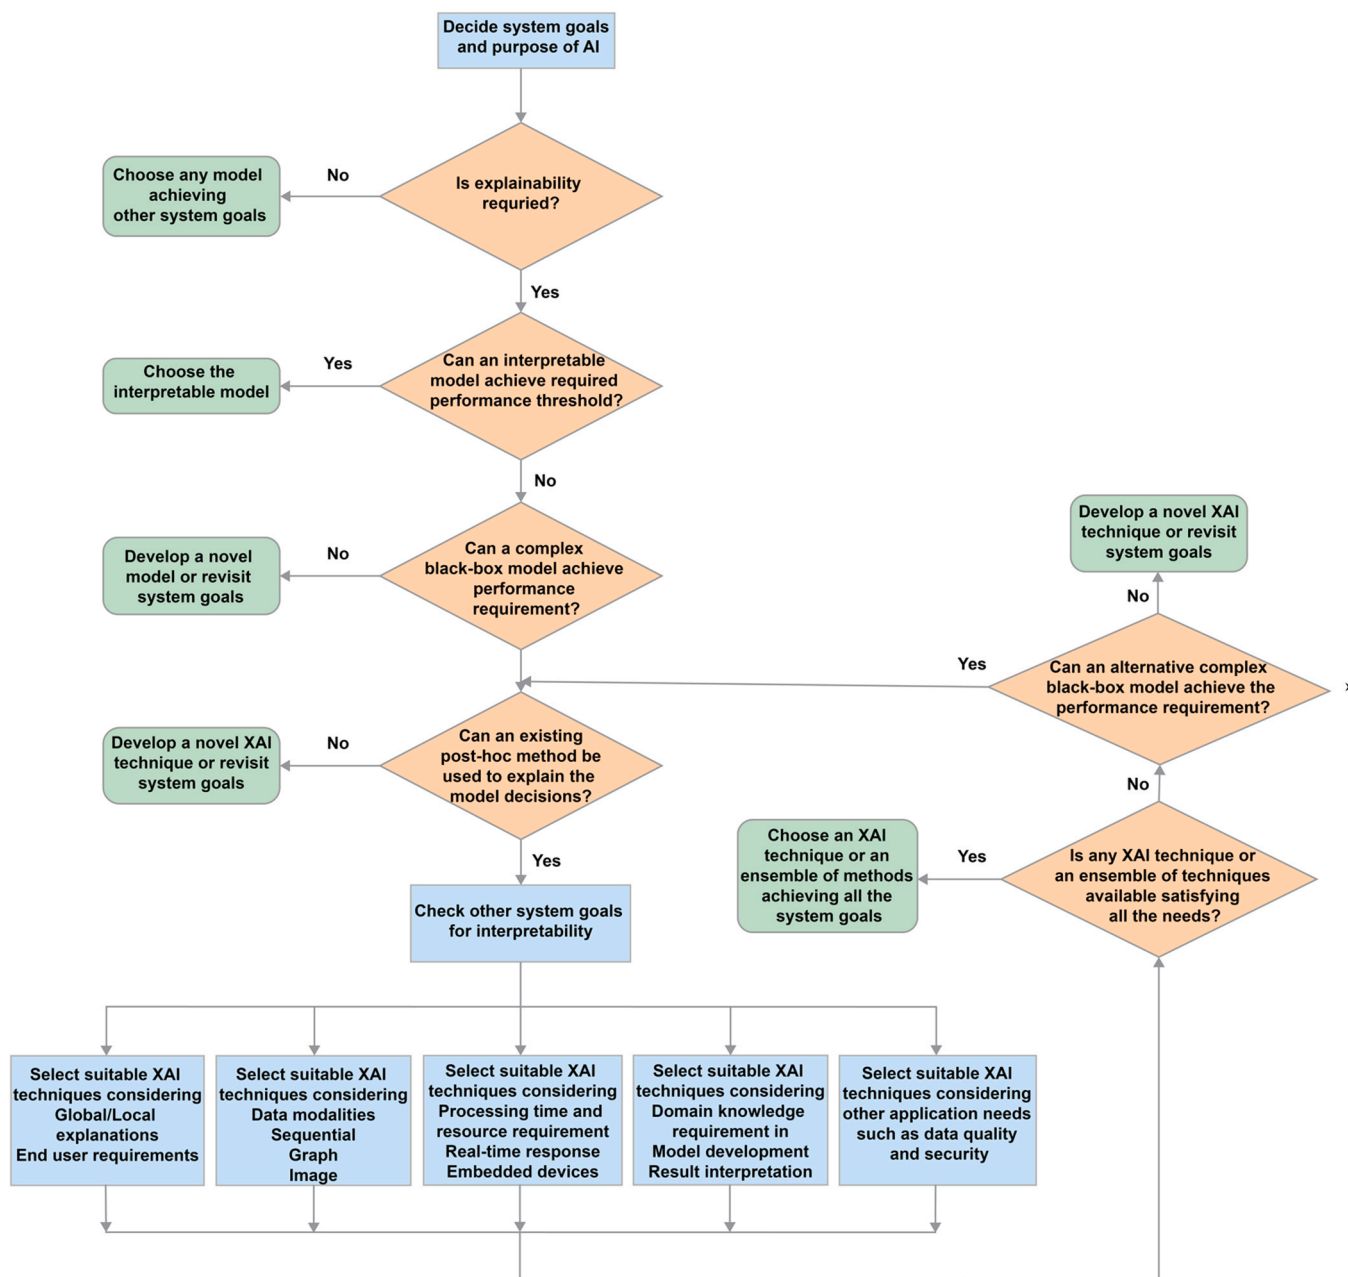 Decide system goals
and purpose of AI
Is explainability
requried?
No
Choose any model
achieving
other system goals
Yes
Can an interpretable
model achieve required
performance threshold?
Yes
Choose the
interpretable model
No
Can a complex
black-box model achieve
performance
requirement?
No
Develop a novel
model or revisit
system goals
Can an existing
post-hoc method be
used to explain the
model decisions?
No
Develop a novel XAI
technique or revisit
system goals
Yes
Check other system goals
for interpretability
Select suitable XAI
techniques considering
Global/Local
explanations
End user requirements
Select suitable XAI
techniques considering
Data modalities
Sequential
Graph
Image
Select suitable XAI
techniques considering
Processing time and
resource requirement
Real-time response
Embedded devices
Select suitable XAI
techniques considering
Domain knowledge
requirement in
Model development
Result interpretation
Select suitable XAI
techniques considering
other application needs
such as data quality
and security
Is any XAI technique or
an ensemble of techniques
available satisfying
all the needs?
Yes
Choose an XAI
technique or an
ensemble of methods
achieving all the
system goals
No
Can an alternative complex
black-box model achieve the
performance requirement?
Yes
No
Develop a novel XAI
technique or revisit
system goals